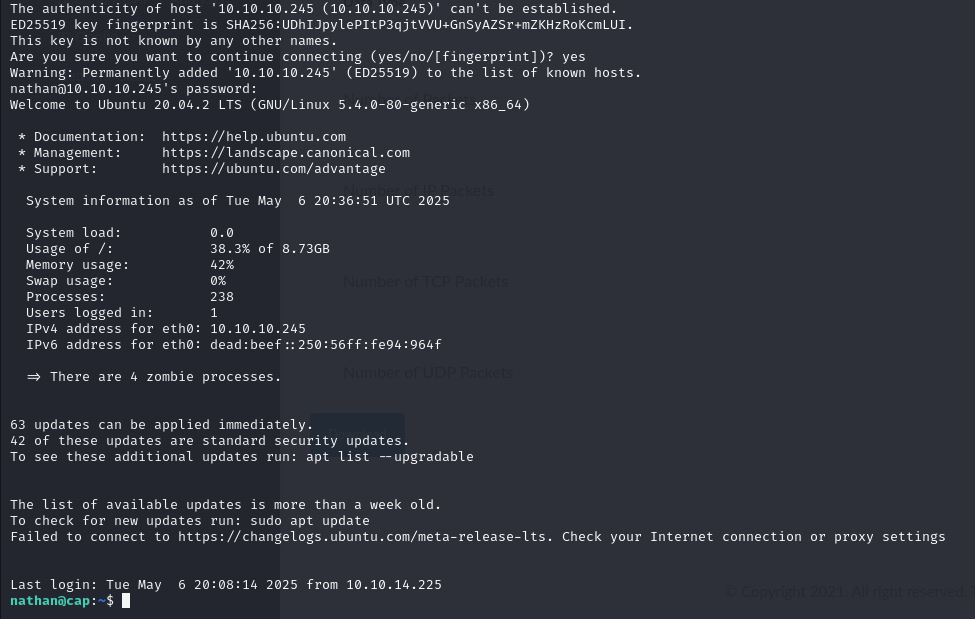 The authenticity of host '10.10.10.245 (10.10.10.245)' can't be established.
ED25519 key fingerprint is SHA256:UDhIJpylePItP3qjtVVU+GnSyAZSr+mZKHzRoKcmLUI.
This key is not known by any other names.
Are you sure you want to continue connecting (yes/no/[fingerprint])? yes
Warning: Permanently added '10.10.10.245' (ED25519) to the list of known hosts.
nathan@10.10.10.245's password:
Welcome to Ubuntu 20.04.2 LTS (GNU/Linux 5.4.0-80-generic x86_64)
* Documentation: https://help.ubuntu.com
* Management: https://landscape.canonical.com
* Support: https://ubuntu.com/advantage
Number of IP Packets
System information as of Tue May 6 20:36:51 UTC 2025
System load: 0.0
Usage of /: 38.3% of 8.73GB
Memory usage: 42%
Swap usage: 0%
Number of TCP Packets
Processes: 238
Users logged in: 1
IPv4 address for eth0: 10.10.10.245
IPv6 address for eth0: dead:beef::250:56ff:fe94:964f
Number of UDP Packets
=> There are 4 zombie processes.
63 updates can be applied immediately.
42 of these updates are standard security updates.
To see these additional updates run: apt list --upgradable
The list of available updates is more than a week old.
To check for new updates run: sudo apt update
Failed to connect to https://changelogs.ubuntu.com/meta-release-lts. Check your Internet connection or proxy settings
Last login: Tue May 6 20:08:14 2025 from 10.10.14.225
© Copyright 2021. All right reserved.
nathan@cap:~$